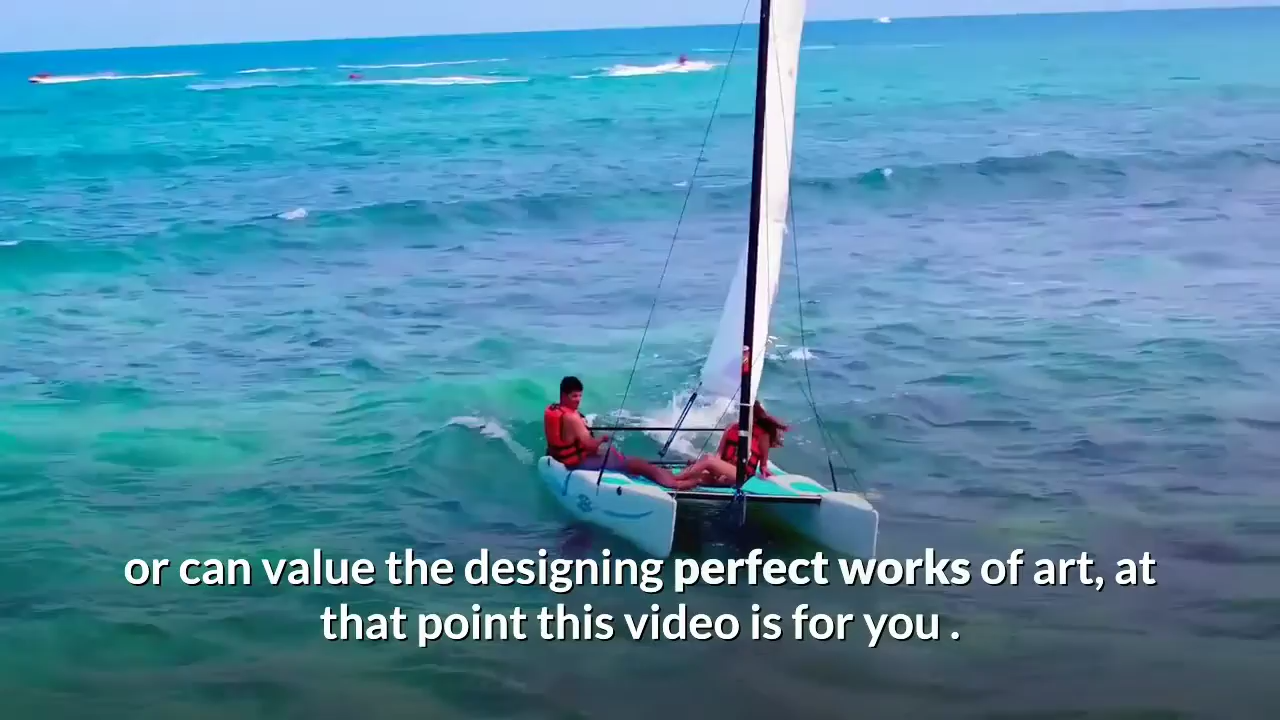 or can value the designing perfect works of art, at
that point this video is for you .